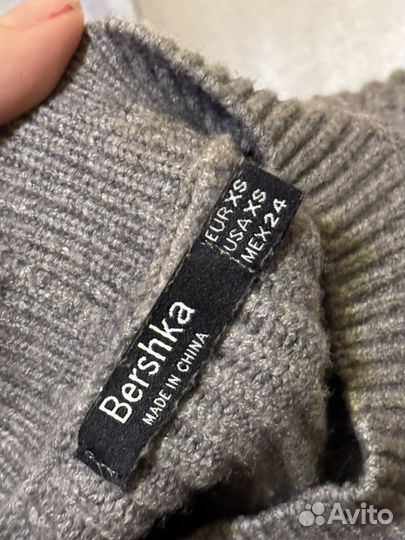 EUR XS
USA XS
MEX 24
Bershka
MADE IN CHINA
Avito